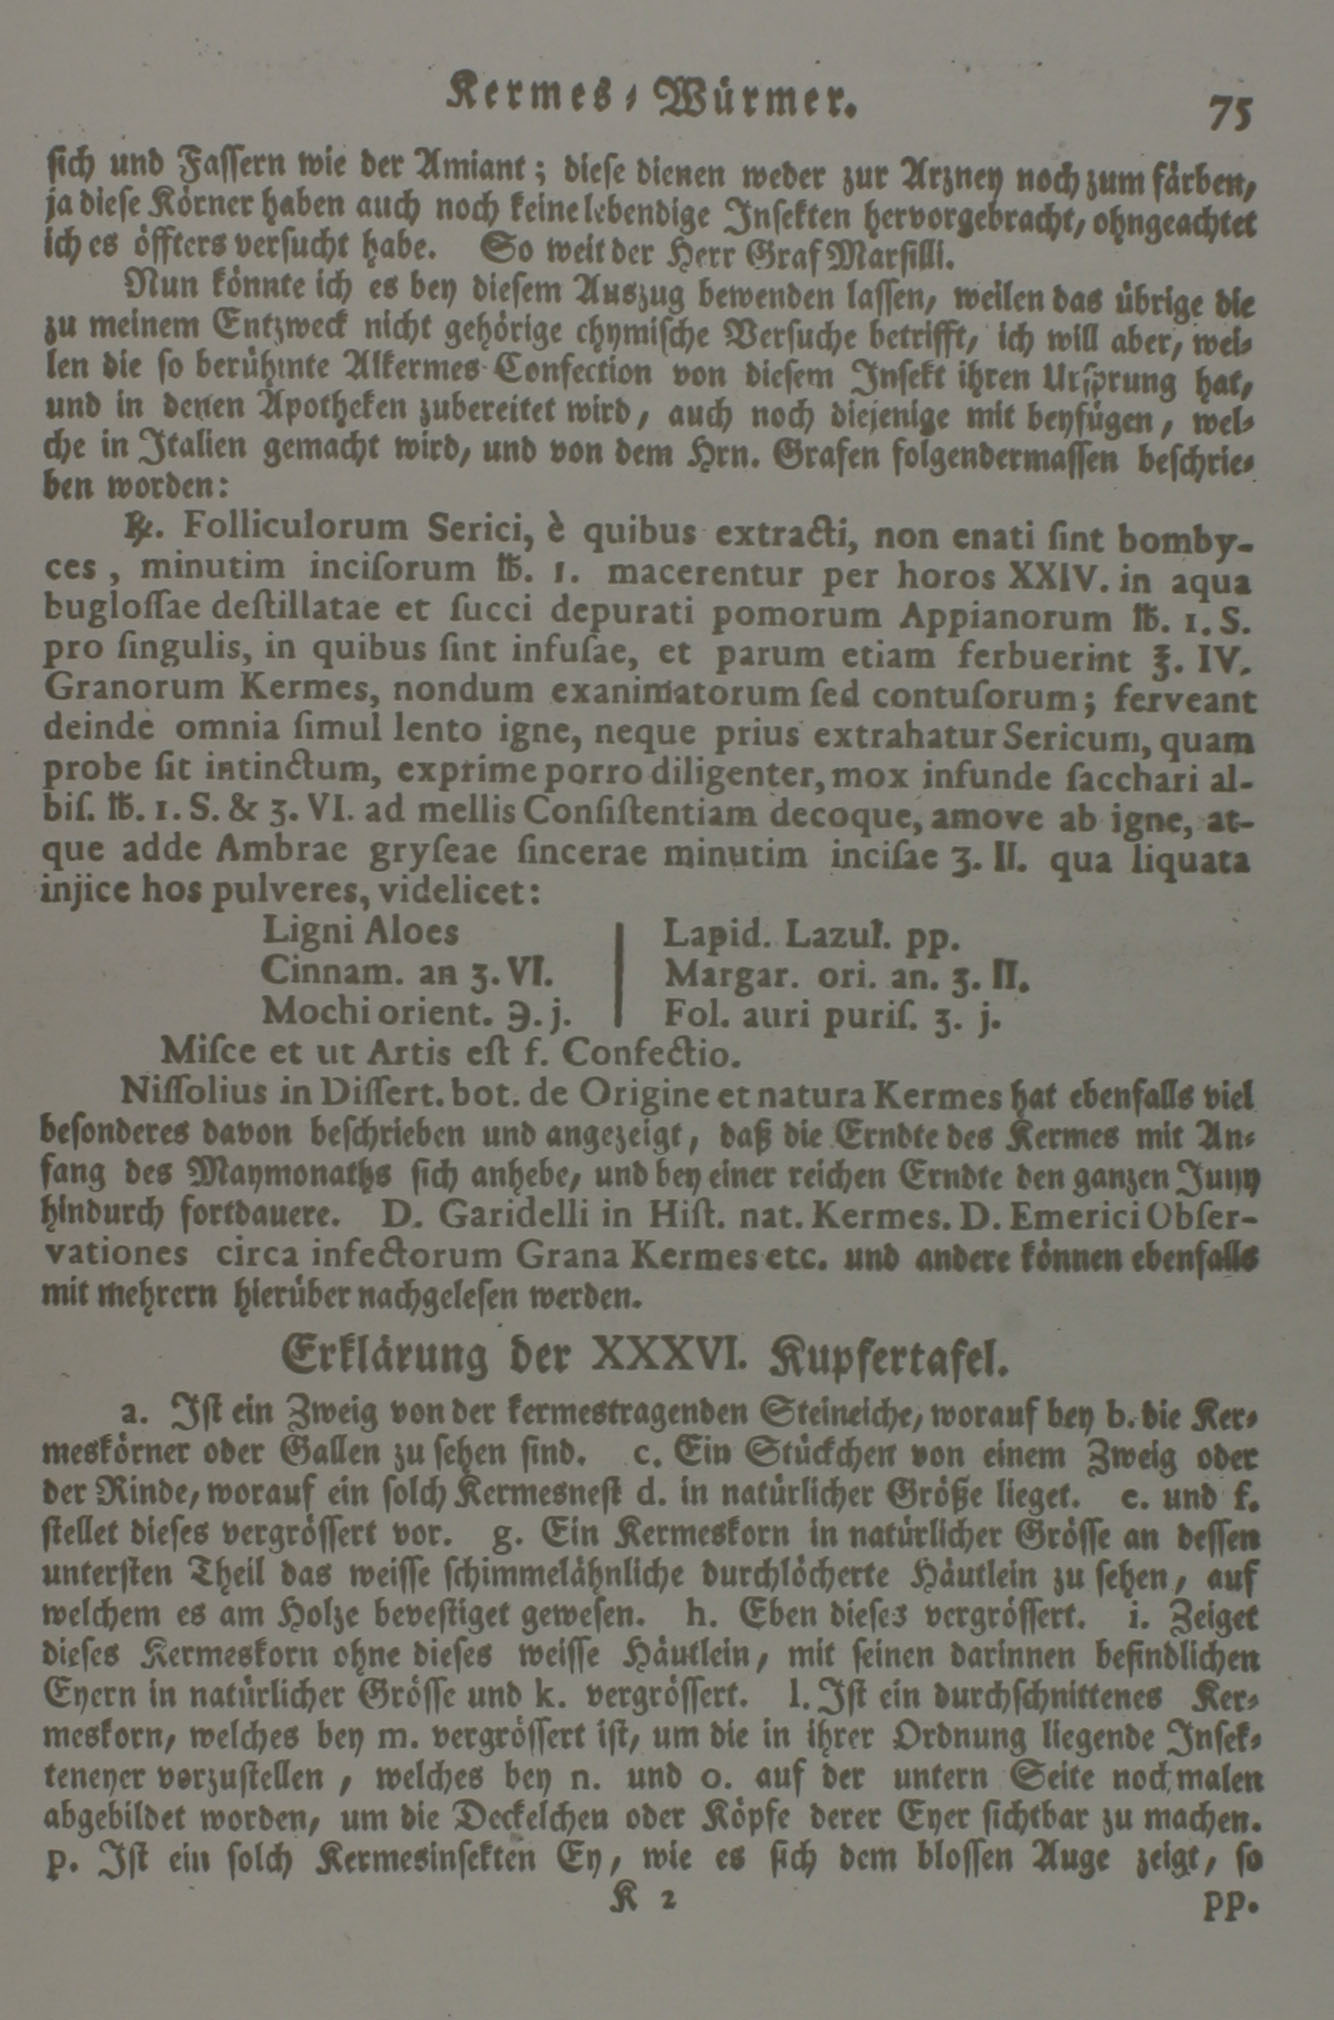 Kermes-Würmer. 75
sich und Fassern wie der Amiant; diese dienen weder zur Arzney noch zum färben,
ja diese Körner haben auch noch keine lebendige Insekten hervorgebracht, ohngeachtet
ich es öffters versucht habe. So weit der Herr Graf Marsilli.
Nun könnte ich es bey diesem Auszug bewenden lassen, weilen das übrige die
zu meinem Entzweck nicht gehörige chymische Versuche betrifft, ich will aber, wei-
len die so berühmte Alkermes-Confection von diesem Insekt ihren Ursprung hat,
und in denen Apotheken zubereitet wird, auch noch diejenige mit beyfügen, wel-
che in Italien gemacht wird, und von dem Hrn. Grafen folgendermassen beschrie-
ben worden:
℞. Folliculorum Serici, è quibus extracti, non enati ſint bomby-
ces, minutim inciſorum ℔. 1. macerentur per horos XXIV. in aqua
bugloſſae deſtillatae et ſucci depurati pomorum Appianorum ℔. 1. S.
pro ſingulis, in quibus ſint infuſae, et parum etiam ferbuerint ℥. IV.
Granorum Kermes, nondum exanimatorum ſed contuſorum; ferveant
deinde omnia ſimul lento igne, neque prius extrahatur Sericum, quam
probe ſit intinctum, exprime porro diligenter, mox infunde ſacchari al-
biſ. ℔. 1. S. & ʒ. VI. ad mellis Conſiſtentiam decoque, amove ab igne, at-
que adde Ambrae gryſeae ſincerae minutim inciſae ʒ. II. qua liquata
injice hos pulveres, videlicet:
Ligni Aloes | Lapid. Lazul. pp.
Cinnam. an ʒ. VI. | Margar. ori. an. ʒ. II.
Mochi orient. ℈. j. | Fol. auri puriſ. ʒ. j.
Miſce et ut Artis eſt f. Confectio.
Niſſolius in Diſſert. bot. de Origine et natura Kermes hat ebenfalls viel
besonderes davon beschrieben und angezeigt, daß die Erndte des Kermes mit An-
fang des Maymonaths sich anhebe, und bey einer reichen Erndte den ganzen Juny
hindurch fortdauere. D. Garidelli in Hiſt. nat. Kermes. D. Emerici Obſer-
vationes circa infectorum Grana Kermes etc. und andere können ebenfalls
mit mehrern hierüber nachgelesen werden.
Erklärung der XXXVI. Kupfertafel.
a. Ist ein Zweig von der kermestragenden Steineiche, worauf bey b. die Ker-
meskörner oder Gallen zu sehen sind. c. Ein Stückchen von einem Zweig oder
der Rinde, worauf ein solch Kermesnest d. in natürlicher Größe lieget. e. und f.
stellet dieses vergrössert vor. g. Ein Kermeskorn in natürlicher Grösse an dessen
untersten Theil das weisse schimmelähnliche durchlöcherte Häutlein zu sehen, auf
welchem es am Holze bevestiget gewesen. h. Eben dieses vergrössert. i. Zeiget
dieses Kermeskorn ohne dieses weisse Häutlein, mit seinen darinnen befindlichen
Eyern in natürlicher Grösse und k. vergrössert. l. Ist ein durchschnittenes Ker-
meskorn, welches bey m. vergrössert ist, um die in ihrer Ordnung liegende Insek-
teneyer vorzustellen, welches bey n. und o. auf der untern Seite nochmalen
abgebildet worden, um die Deckelchen oder Köpfe derer Eyer sichtbar zu machen.
p. Ist ein solch Kermesinsekten Ey, wie es sich dem blossen Auge zeigt, so
K 2 pp.